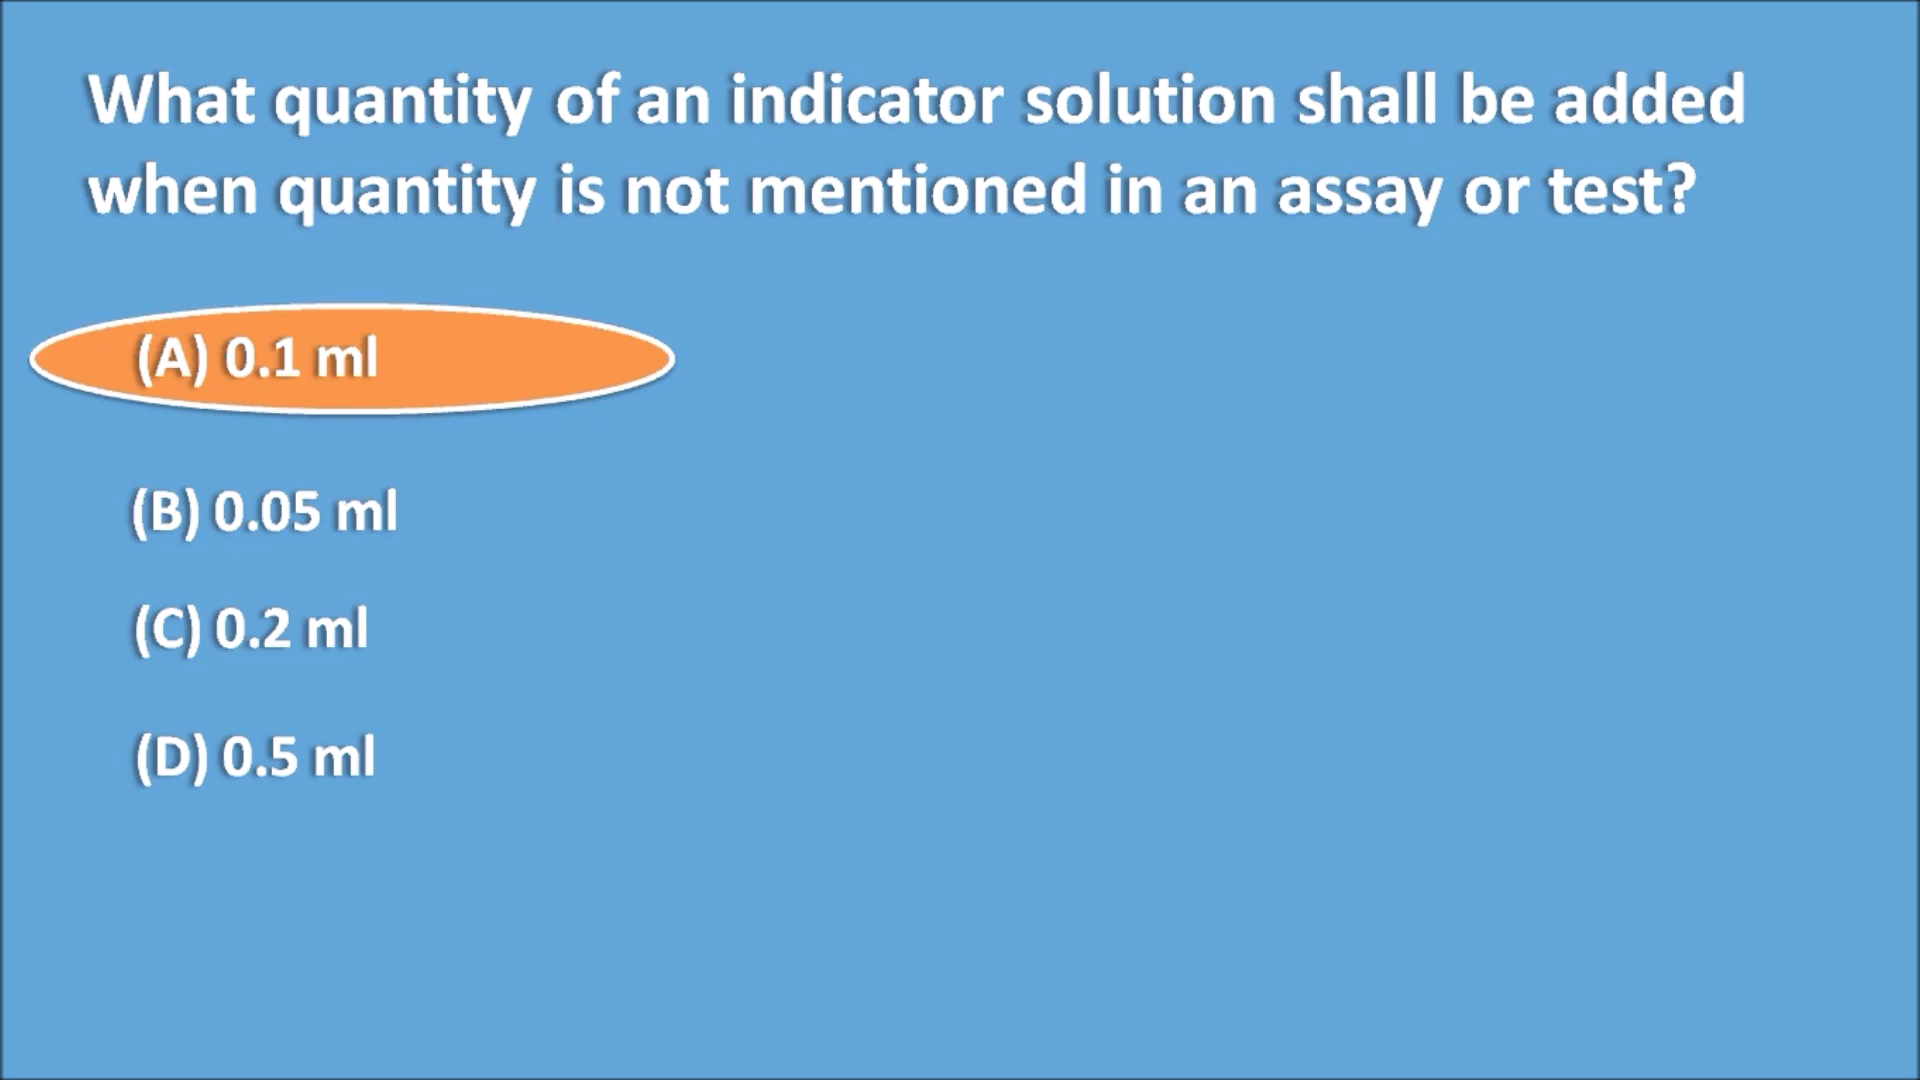 What quantity of an indicator solution shall be added
when quantity is not mentioned in an assay or test?
(A) 0.1 ml
(B) 0.05 ml
(C) 0.2 ml
(D) 0.5 ml